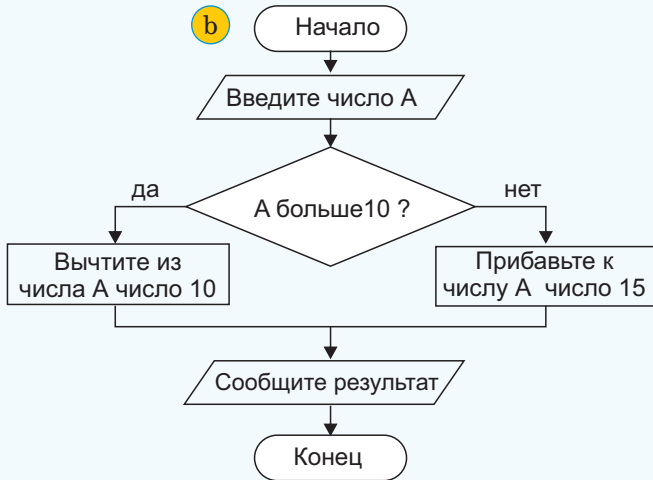 b
Начало
Введите число А
да
А больше10 ?
нет
Вычтите из
числа А число 10
Прибавьте к
числу А число 15
Сообщите результат
Конец